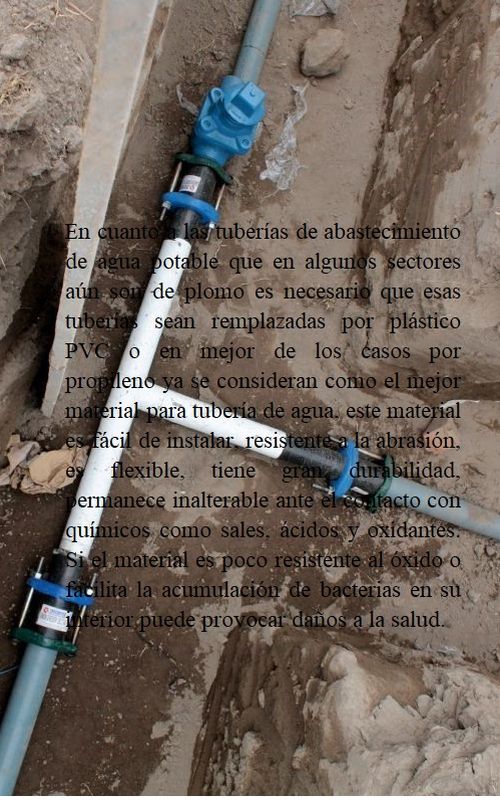 En cuanto a las tuberías de abastecimiento
de agua potable que en algunos sectores
aún son de plomo es necesario que esas
tuberías sean remplazadas por plástico
PVC o en mejor de los casos por
propileno ya se consideran como el mejor
material para tubería de agua, este material
es fácil de instalar, resistente a la abrasión,
es flexible, tiene gran durabilidad,
permanece inalterable ante el contacto con
químicos como sales, ácidos y oxidantes.
Si el material es poco resistente al óxido o
facilita la acumulación de bacterias en su
interior puede provocar daños a la salud.